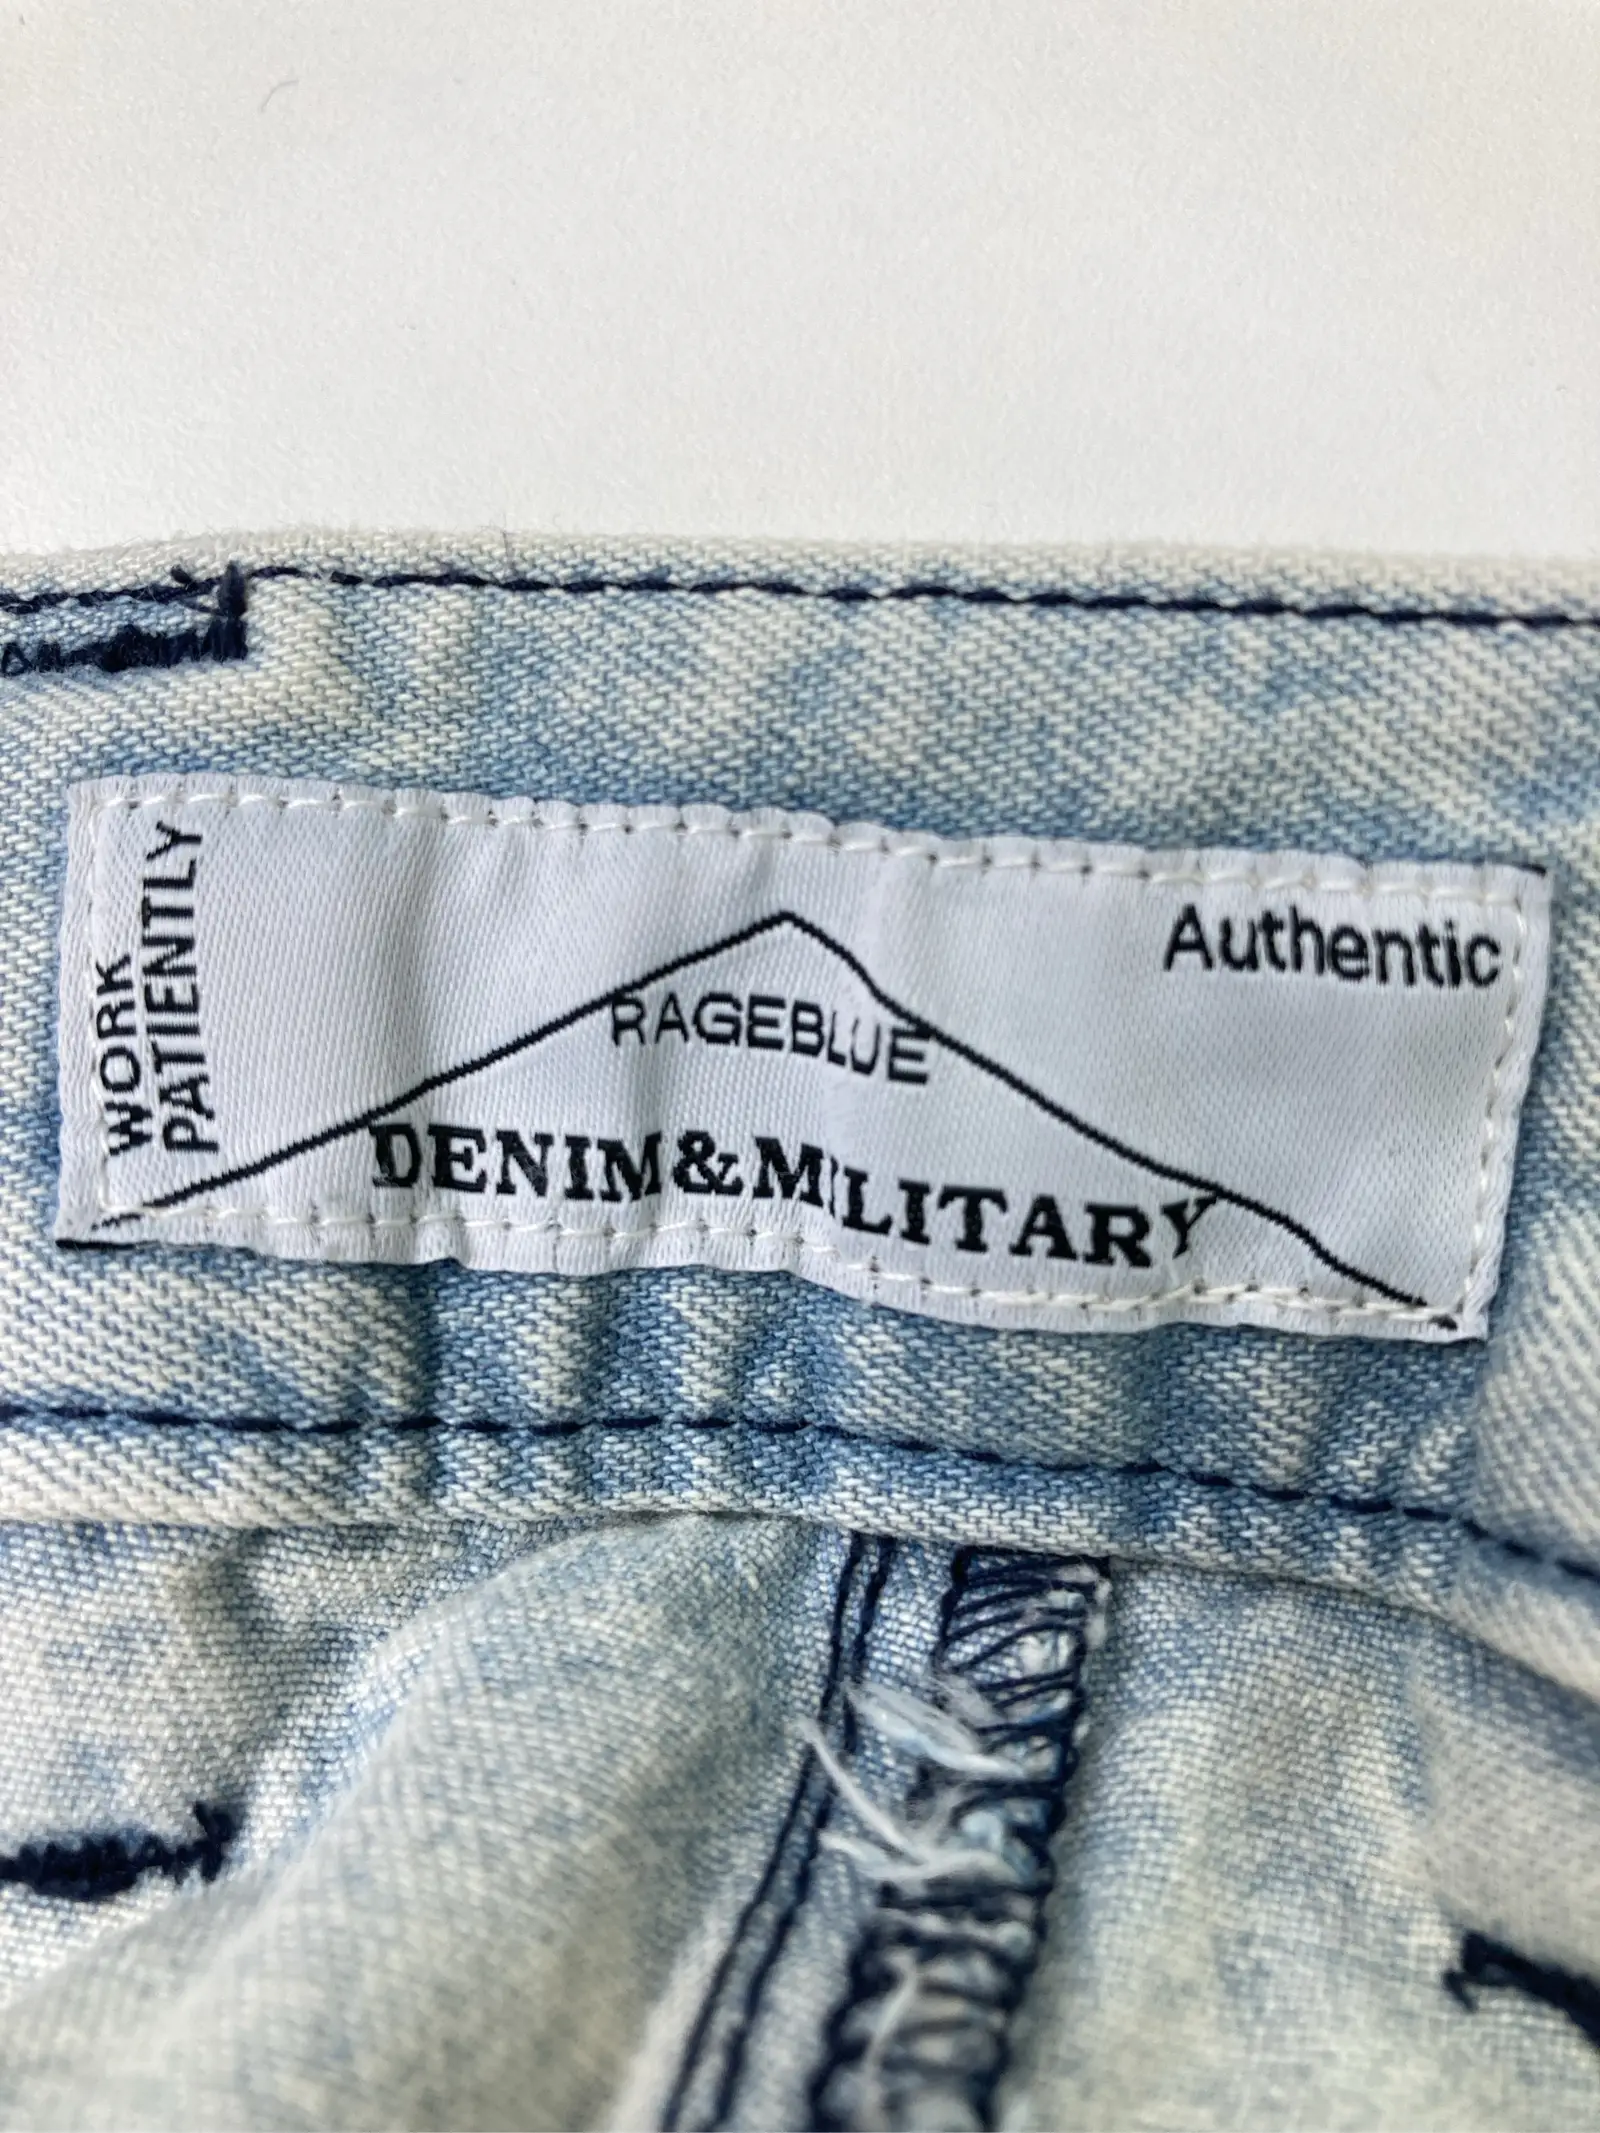 WORK
PATIENTLY
Authentic
RAGEBLUE
DENIM&MILITARY